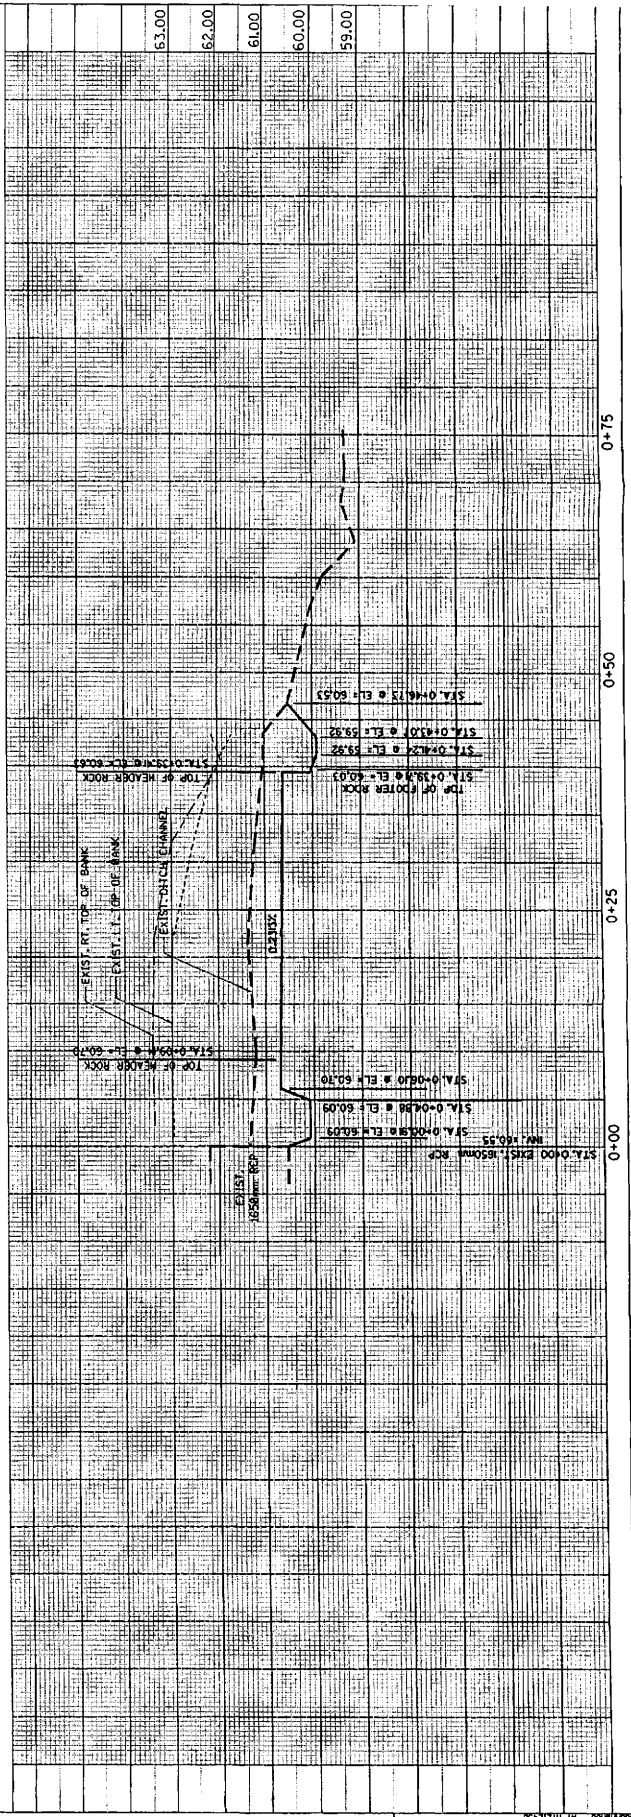 63.00
62.00
61.00
60.00
59.00
EXIST. RT. TOP OF BANK
EXIST. LT. TOP OF BANK
EXIST. DITCH CHANNEL
TOP OF HEADER ROCK
STA. 0+39.41 @ EL= 60.63
TOP OF HEADER ROCK
STA. 0+09.14 @ EL= 60.70
0.2315%
EXIST.
1650mm RCP
STA. 0+00 EXIST. 1650mm RCP
INV. =60.55
STA. 0+00.91 @ EL= 60.09
STA. 0+04.88 @ EL= 60.09
STA. 0+06.10 @ EL= 60.70
TOP OF FOOTER ROCK
STA. 0+39.71 @ EL= 60.03
STA. 0+41.24 @ EL= 59.92
STA. 0+43.07 @ EL= 59.92
STA. 0+46.73 @ EL= 60.53
0+00
0+25
0+50
0+75